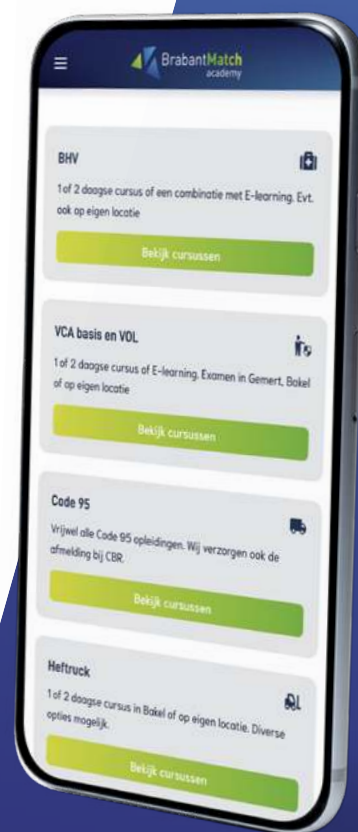 BrabantMatch
academy
BHV
1 of 2 daagse cursus of een combinatie met E-learning. Evt.
ook op eigen locatie
Bekijk cursussen
VCA basis en VOL
1 of 2 daagse cursus of E-learning. Examen in Gemert, Bakel
of op eigen locatie
Bekijk cursussen
Code 95
Vrijwel alle Code 95 opleidingen. Wij verzorgen ook de
afmelding bij CBR.
Bekijk cursussen
Heftruck
1 of 2 daagse cursus in Bakel of op eigen locatie. Diverse
opties mogelijk.
Bekijk cursussen